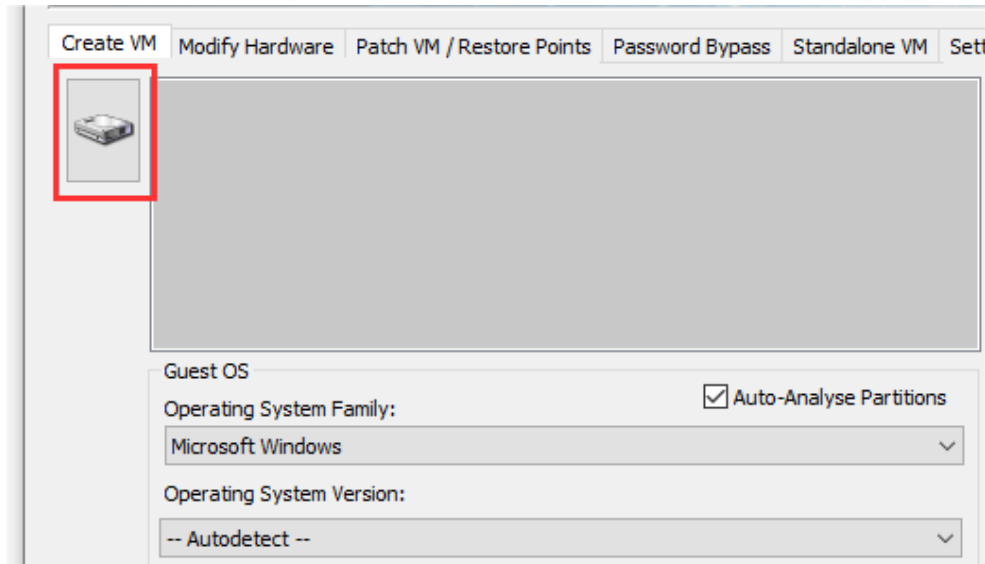 Create VM Modify Hardware Patch VM / Restore Points Password Bypass Standalone VM Sett
Guest OS
Auto-Analyse Partitions
Operating System Family:
Microsoft Windows
Operating System Version:
-- Autodetect --